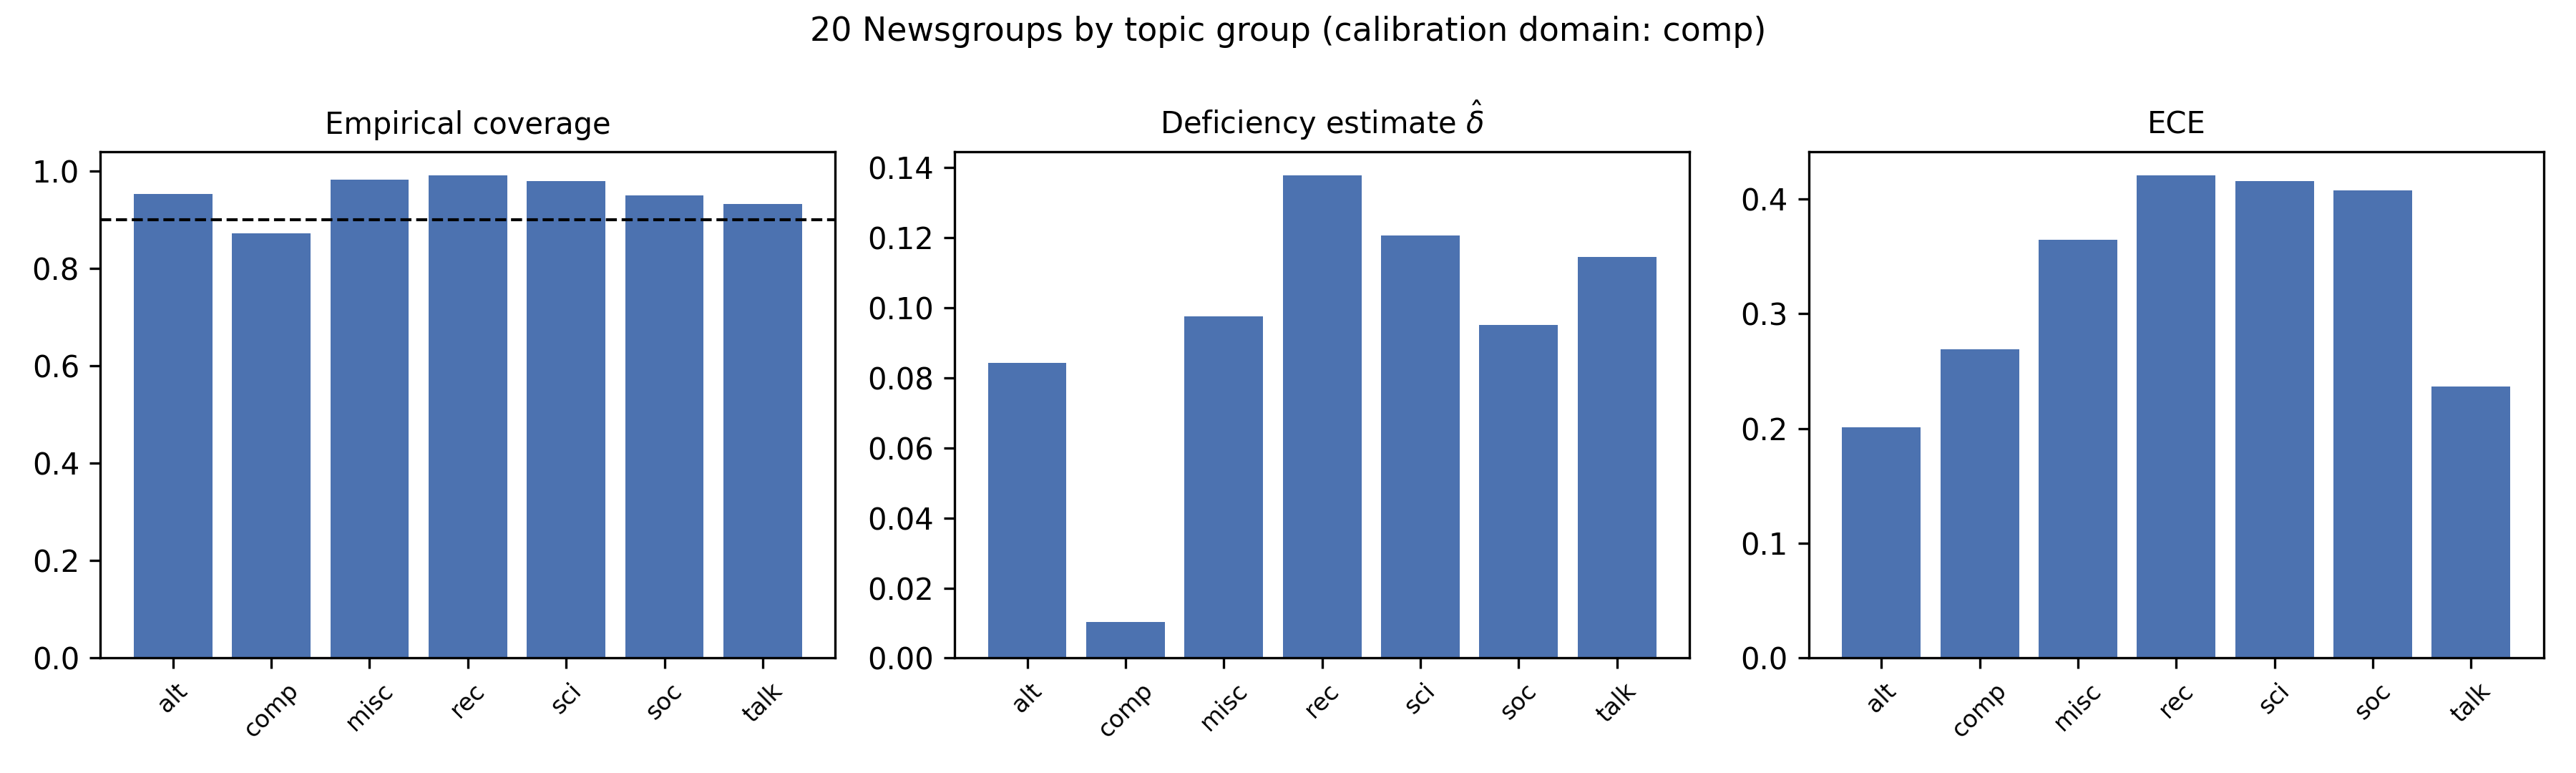 20 Newsgroups by topic group (calibration domain: comp)
Empirical coverage
1.0
0.8
0.6
0.4
0.2
0.0
alt comp misc rec sci soc talk
Deficiency estimate δ̂
0.14
0.12
0.10
0.08
0.06
0.04
0.02
0.00
alt comp misc rec sci soc talk
ECE
0.4
0.3
0.2
0.1
0.0
alt comp misc rec sci soc talk